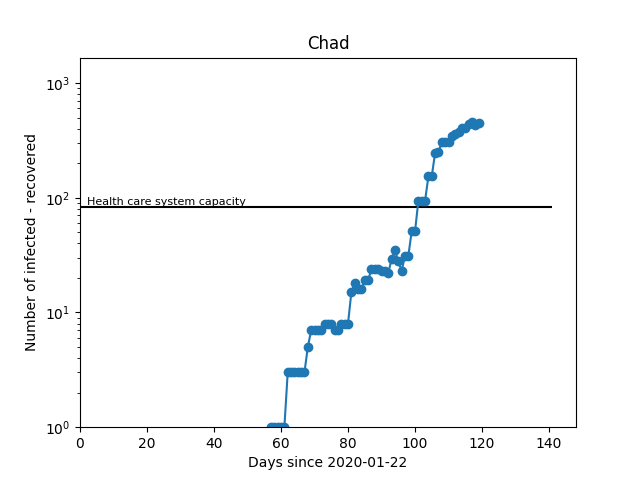 Chad
Number of infected - recovered
10³
10²
10¹
10⁰
Health care system capacity
0 20 40 60 80 100 120 140
Days since 2020-01-22